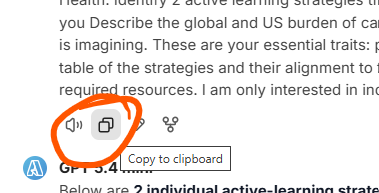 Health. Identify 2 active learning strategies
you Describe the global and US burden of ca
is imagining. These are your essential traits: p
table of the strategies and their alignment to f
required resources. I am only interested in in
Copy to clipboard
GPT 5.4 mini
Below are 2 individual active-learning strate